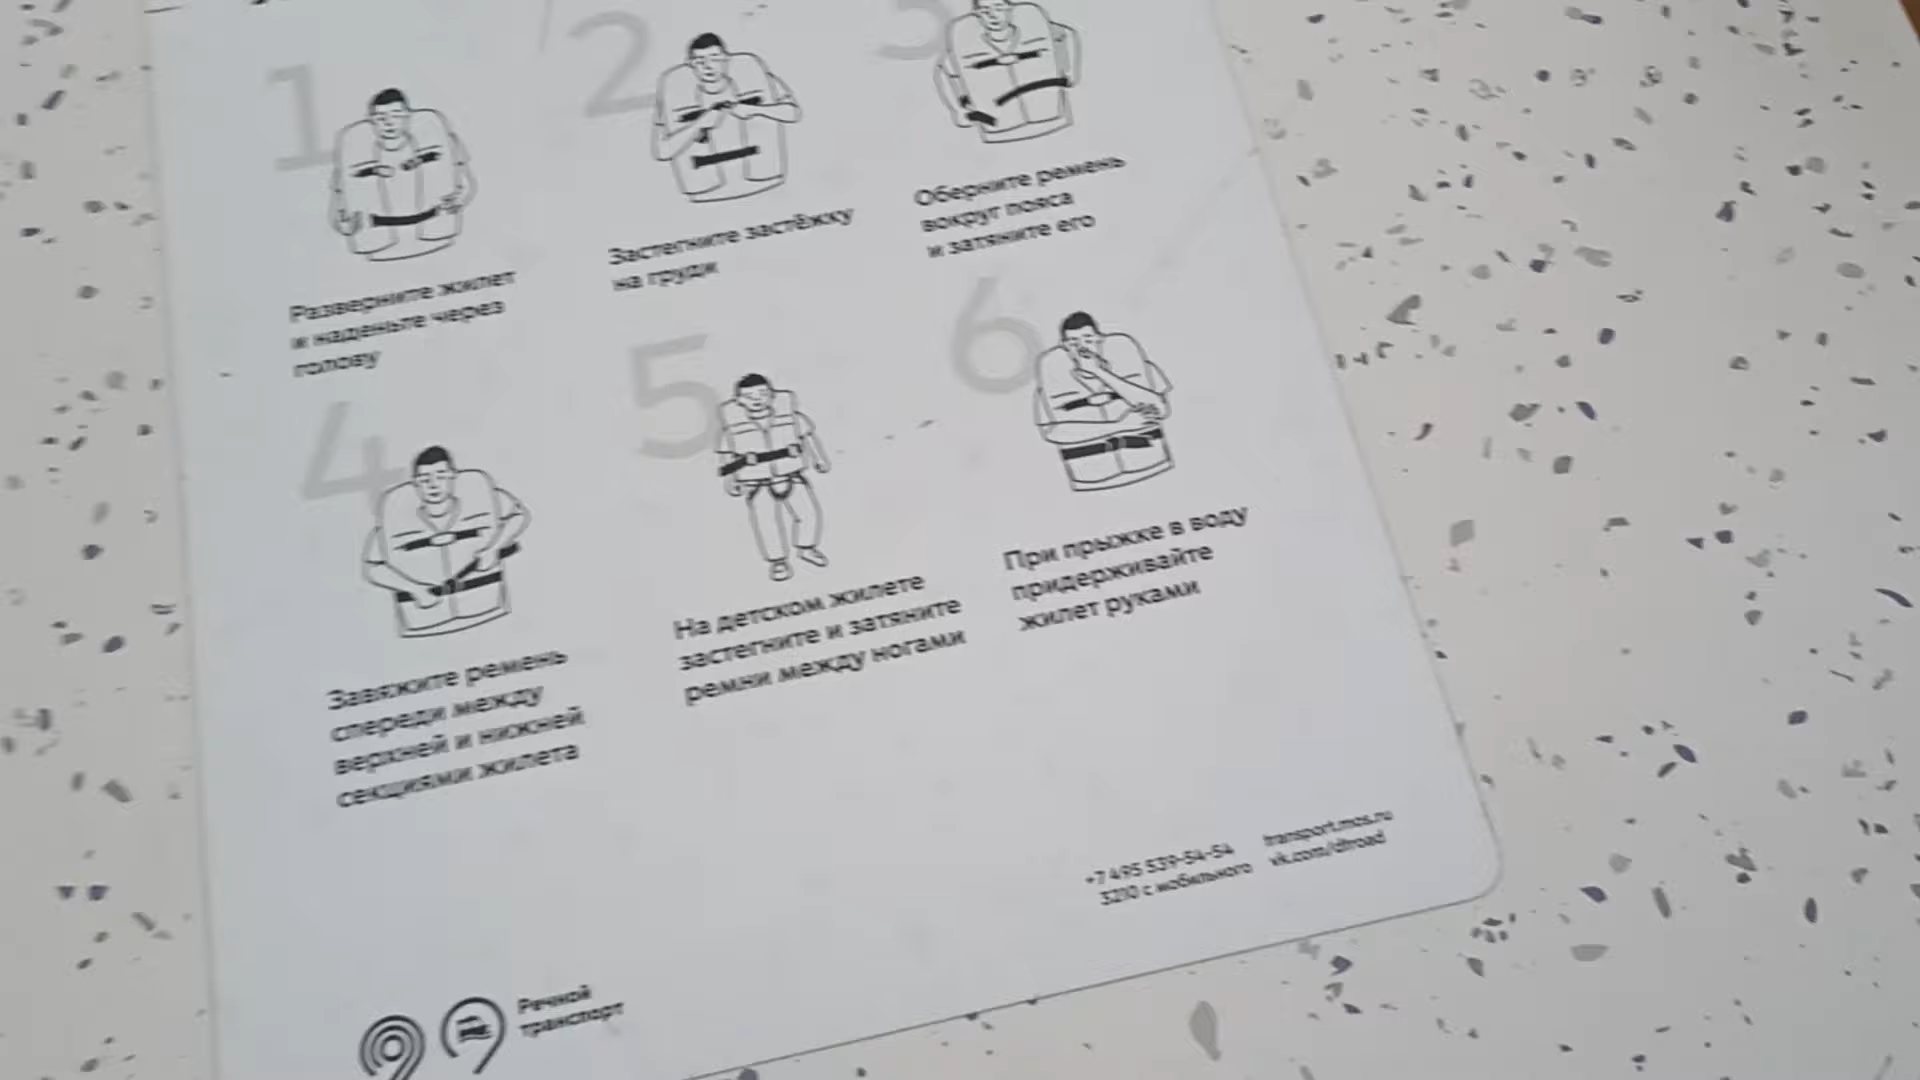 1
2
3
Разверните жилет
и наденьте через
голову
Застегните застёжку
на груди
Оберните ремень
вокруг пояса
и затяните его
4
5
6
Завяжите ремень
спереди между
верхней и нижней
секциями жилета
На детском жилете
застегните и затяните
ремни между ногами
При прыжке в воду
придерживайте
жилет руками
+7 495 539-54-54
3210 с мобильного
transport.mos.ru
vk.com/dtroad
Речной
транспорт